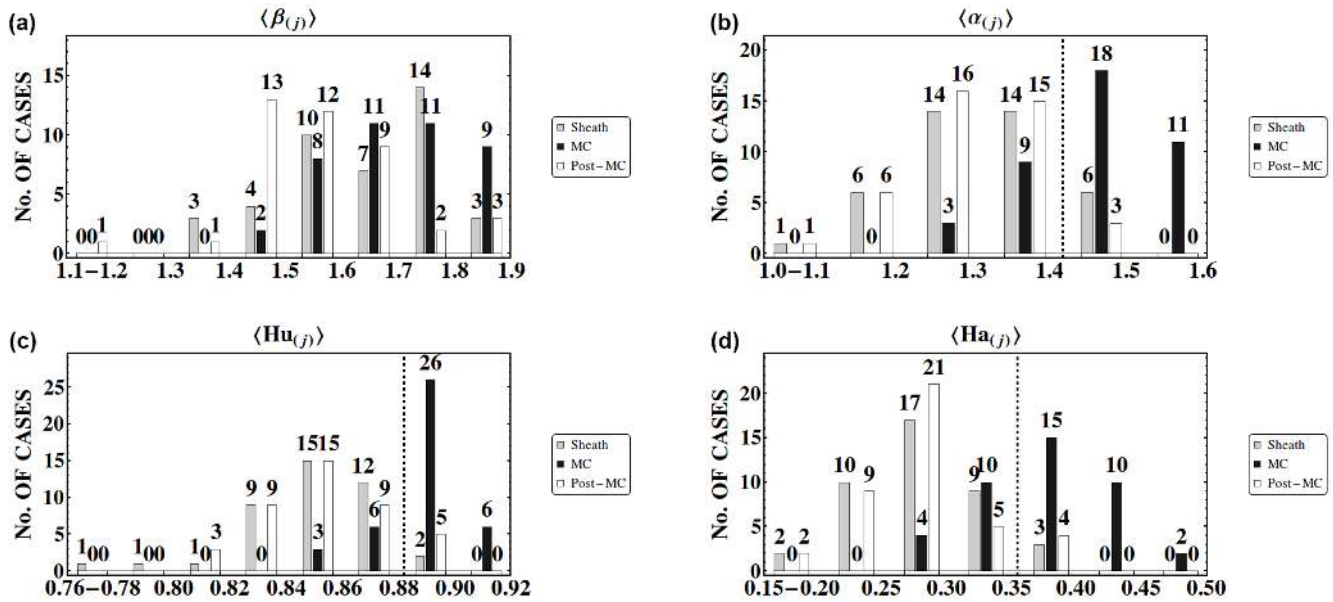 (a)
⟨β(j)⟩
No. OF CASES
15
10
5
0
0 0 1
0 0 0
3 0 1
4 2 13
10 8 12
7 11 9
14 11 2
3 9 3
1.1−1.2 1.3 1.4 1.5 1.6 1.7 1.8 1.9
Sheath
MC
Post−MC
(b)
⟨α(j)⟩
No. OF CASES
20
15
10
5
0
1 0 1
6 0 6
14 3 16
14 9 15
6 18 3
0 11 0
1.0−1.1 1.2 1.3 1.4 1.5 1.6
Sheath
MC
Post−MC
(c)
⟨Hu(j)⟩
No. OF CASES
25
20
15
10
5
0
1 0 0
1 0 0
1 0 3
9 0 9
15 3 15
12 6 9
2 26 5
0 6 0
0.76−0.78 0.80 0.82 0.84 0.86 0.88 0.90 0.92
Sheath
MC
Post−MC
(d)
⟨Ha(j)⟩
No. OF CASES
20
15
10
5
0
2 0 2
10 0 9
17 4 21
9 10 5
3 15 4
0 10 0
0 2 0
0.15−0.20 0.25 0.30 0.35 0.40 0.45 0.50
Sheath
MC
Post−MC